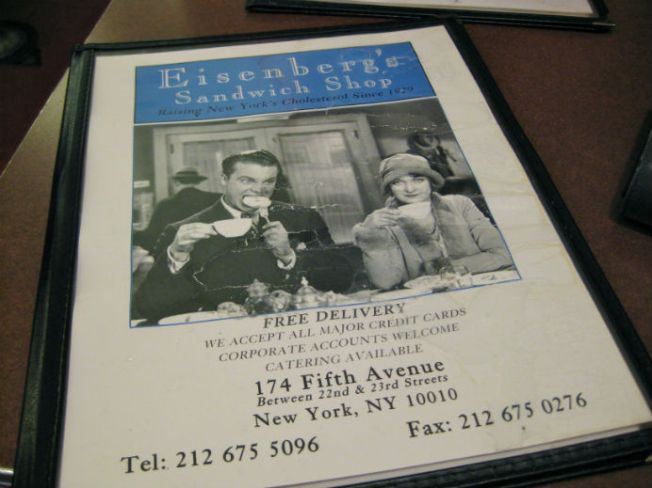 Eisenberg's
Sandwich Shop
Raising New York's Cholesterol Since 1929
FREE DELIVERY
WE ACCEPT ALL MAJOR CREDIT CARDS
CORPORATE ACCOUNTS WELCOME
CATERING AVAILABLE
174 Fifth Avenue
Between 22nd & 23rd Streets
New York, NY 10010
Tel: 212 675 5096
Fax: 212 675 0276